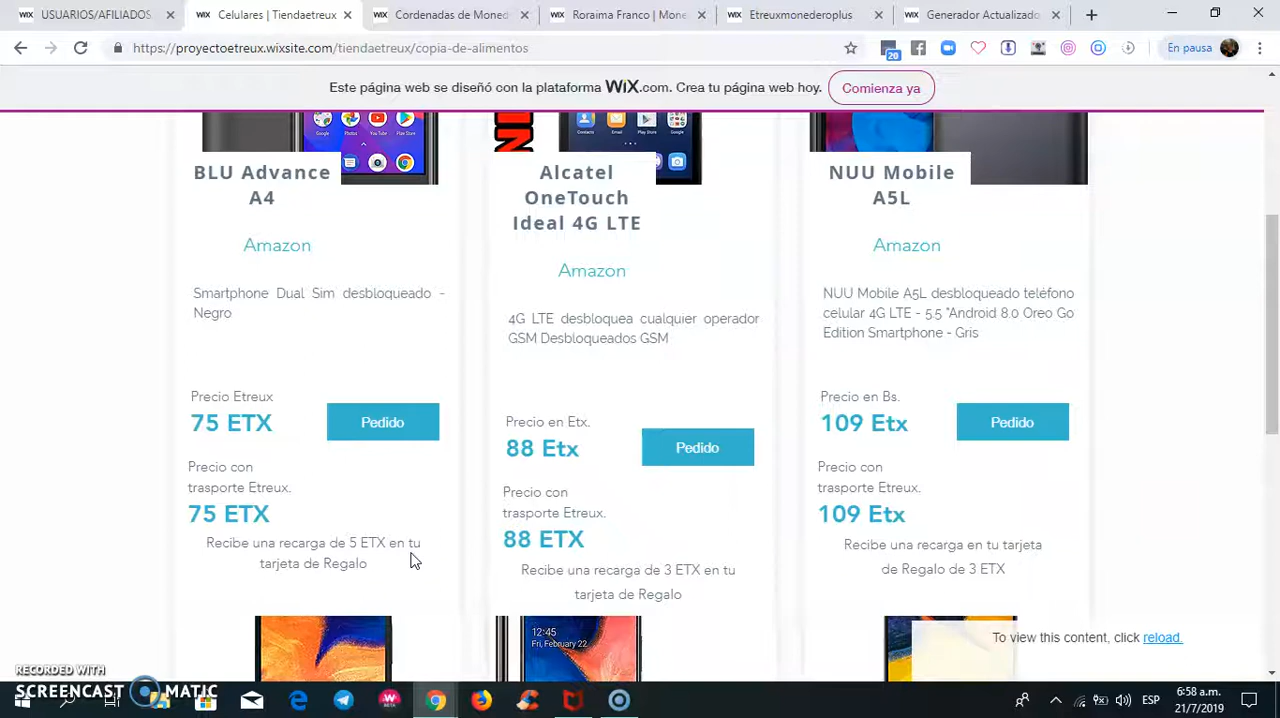 USUARIOS/AFILIADOS
Celulares | Tiendaetreux
Cordenadas de Moned
Roraima Franco | Mone
Etreuxmonederoplus
Generador Actualizado
https://proyectoetreux.wixsite.com/tiendaetreux/copia-de-alimentos
20
En pausa
Este página web se diseñó con la plataforma WiX.com. Crea tu página web hoy. Comienza ya
BLU Advance
A4
Amazon
Smartphone Dual Sim desbloqueado -
Negro
Precio Etreux
75 ETX
Pedido
Precio con
trasporte Etreux.
75 ETX
Recibe una recarga de 5 ETX en tu
tarjeta de Regalo
Contacts
Email
Play Store
Google
Alcatel
OneTouch
Ideal 4G LTE
Amazon
4G LTE desbloquea cualquier operador
GSM Desbloqueados GSM
Precio en Etx.
88 Etx
Pedido
Precio con
trasporte Etreux.
88 ETX
Recibe una recarga de 3 ETX en tu
tarjeta de Regalo
NUU Mobile
A5L
Amazon
NUU Mobile A5L desbloqueado teléfono
celular 4G LTE - 5.5 "Android 8.0 Oreo Go
Edition Smartphone - Gris
Precio en Bs.
109 Etx
Pedido
Precio con
trasporte Etreux.
109 Etx
Recibe una recarga en tu tarjeta
de Regalo de 3 ETX
12:45
Fri, February 22
To view this content, click reload.
RECORDED WITH
SCREENCAST MATIC
BETA
ESP
6:58 a.m.
21/7/2019